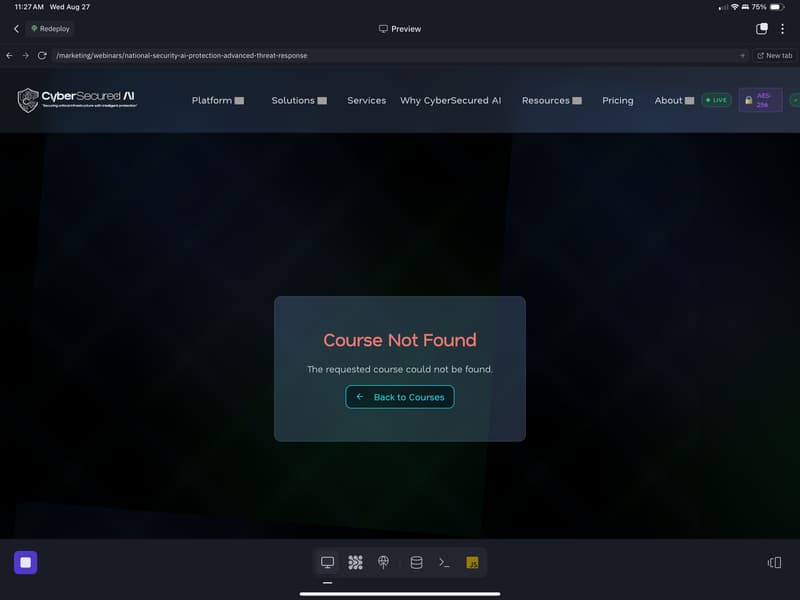 11:27 AM Wed Aug 27
75%
Redeploy
Preview
/marketing/webinars/national-security-ai-protection-advanced-threat-response
New tab
CyberSecured AI
"Securing critical infrastructure with intelligent protection"
Platform
Solutions
Services
Why CyberSecured AI
Resources
Pricing
About
LIVE
AES-
256
Course Not Found
The requested course could not be found.
Back to Courses
JS